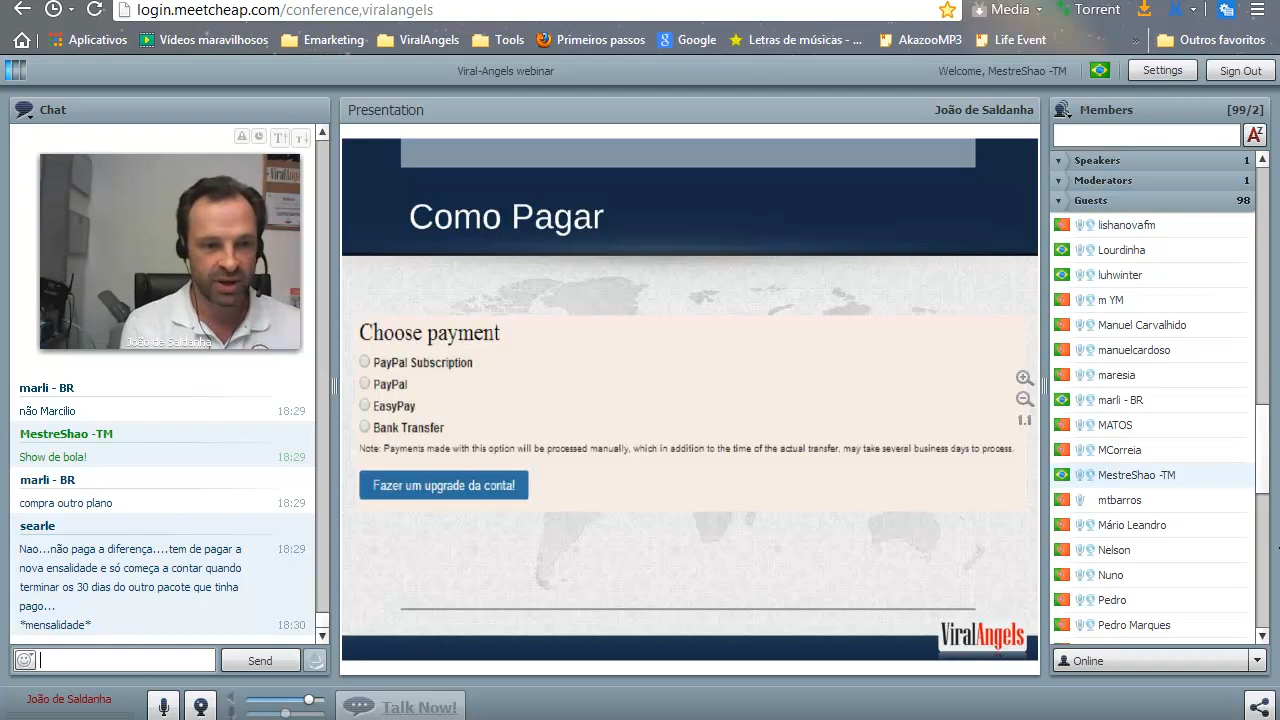 login.meetcheap.com/conference,viralangels
Media
Torrent
Aplicativos
Vídeos maravilhosos
Emarketing
ViralAngels
Tools
Primeiros passos
Google
Letras de músicas - ...
AkazooMP3
Life Event
»
Outros favoritos
Viral-Angels webinar
Welcome, MestreShao -TM
Settings
Sign Out
Chat
João de Saldanha
marli - BR
não Marcilio 18:29
MestreShao -TM
Show de bola! 18:29
marli - BR
compra outro plano 18:29
searle
Nao...não paga a diferença....tem de pagar a 18:29
nova ensalidade e só começa a contar quando
terminar os 30 dias do outro pacote que tinha
pago...
*mensalidade* 18:30
Send
João de Saldanha
Talk Now!
Presentation
João de Saldanha
Como Pagar
Choose payment
PayPal Subscription
PayPal
EasyPay
Bank Transfer
Note: Payments made with this option will be processed manually, which in addition to the time of the actual transfer, may take several business days to process.
Fazer um upgrade da conta!
1.1
ViralAngels
Members [99/2]
Speakers 1
Moderators 1
Guests 98
lishanovafm
Lourdinha
luhwinter
m YM
Manuel Carvalhido
manuelcardoso
maresia
marli - BR
MATOS
MCorreia
MestreShao -TM
mtbarros
Mário Leandro
Nelson
Nuno
Pedro
Pedro Marques
Online